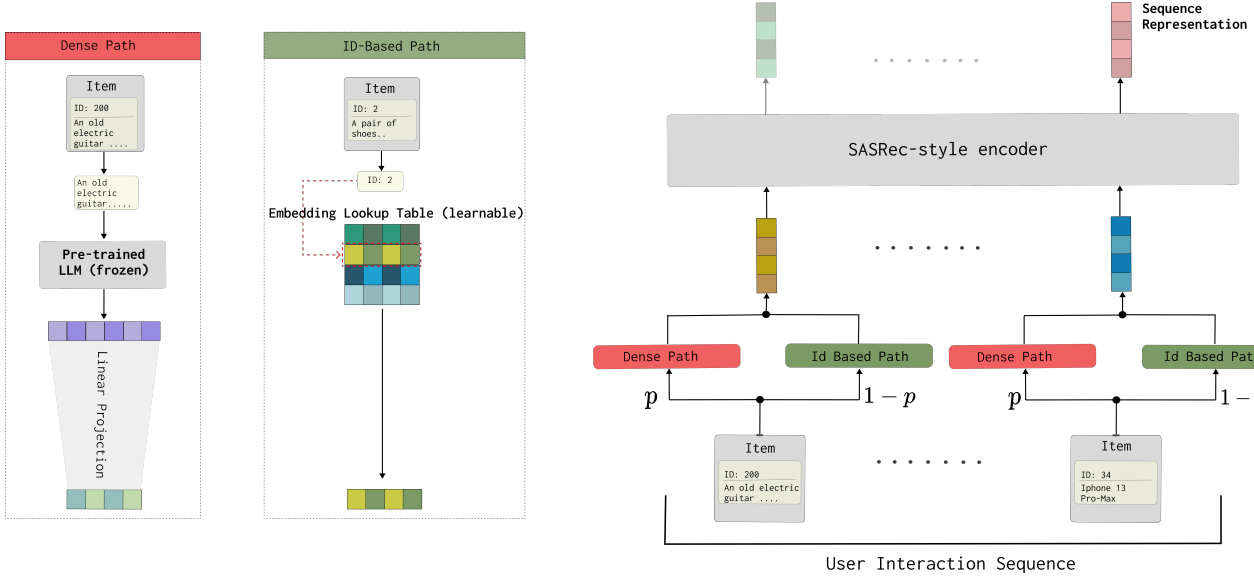 Dense Path
Item
ID: 200
An old
electric
guitar ....
An old
electric
guitar.....
Pre-trained
LLM (frozen)
Linear Projection
ID-Based Path
Item
ID: 2
A pair of
shoes..
ID: 2
Embedding Lookup Table (learnable)
Sequence
Representation
SASRec-style encoder
Dense Path
Id Based Path
Dense Path
Id Based Pat
p
1 − p
p
1 −
Item
ID: 200
An old electric
guitar ....
Item
ID: 34
Iphone 13
Pro-Max
User Interaction Sequence